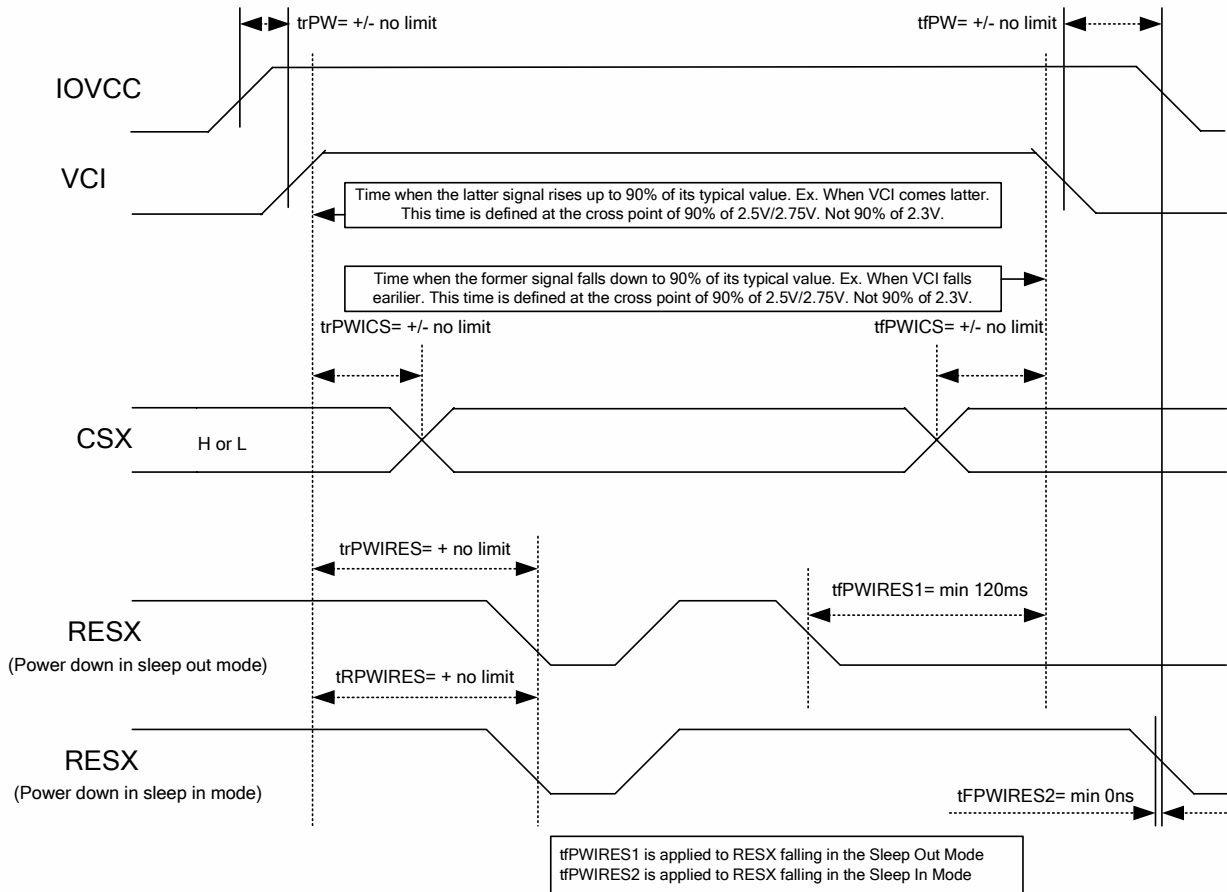 trPW= +/- no limit
tfPW= +/- no limit
IOVCC
VCI
Time when the latter signal rises up to 90% of its typical value. Ex. When VCI comes latter.
This time is defined at the cross point of 90% of 2.5V/2.75V. Not 90% of 2.3V.
Time when the former signal falls down to 90% of its typical value. Ex. When VCI falls
earilier. This time is defined at the cross point of 90% of 2.5V/2.75V. Not 90% of 2.3V.
trPWICS= +/- no limit
tfPWICS= +/- no limit
CSX
H or L
trPWIRES= + no limit
tfPWIRES1= min 120ms
RESX
(Power down in sleep out mode)
tRPWIRES= + no limit
RESX
(Power down in sleep in mode)
tFPWIRES2= min 0ns
tfPWIRES1 is applied to RESX falling in the Sleep Out Mode
tfPWIRES2 is applied to RESX falling in the Sleep In Mode